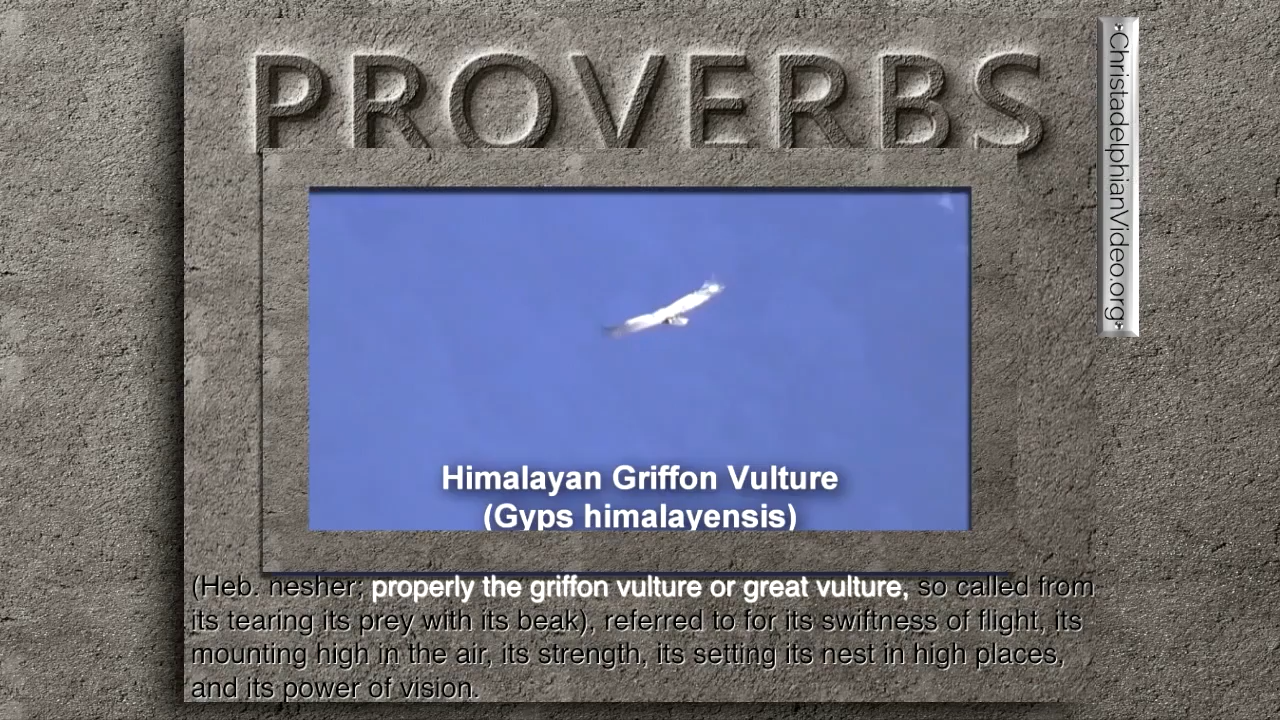 PROVERBS
ChristadelphianVideo.org
Himalayan Griffon Vulture
(Gyps himalayensis)
(Heb. nesher; properly the griffon vulture or great vulture, so called from
its tearing its prey with its beak), referred to for its swiftness of flight, its
mounting high in the air, its strength, its setting its nest in high places,
and its power of vision.